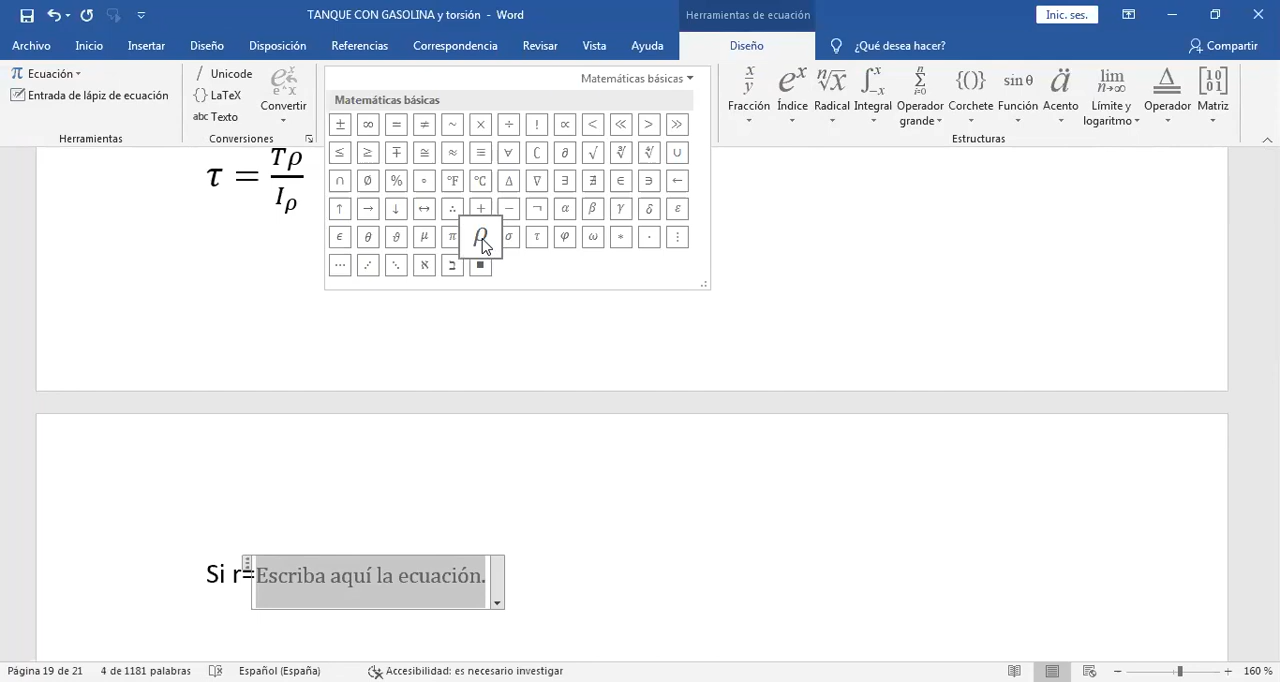 TANQUE CON GASOLINA y torsión - Word
Herramientas de ecuación
Inic. ses.
Archivo Inicio Insertar Diseño Disposición Referencias Correspondencia Revisar Vista Ayuda Diseño ¿Qué desea hacer? Compartir
π Ecuación
Entrada de lápiz de ecuación
Herramientas
/ Unicode
{} LaTeX
abc Texto
Convertir
Conversiones
Matemáticas básicas
Matemáticas básicas
± ∞ = ≠ ~ × ÷ ! ∝ < ≪ > ≫
≤ ≥ ∓ ≅ ≈ ≡ ∀ ∁ ∂ √ ∛ ∜ ∪
∩ ∅ % ° °F °C ∆ ∇ ∃ ∄ ∈ ∋ ←
↑ → ↓ ↔ ∴ + − ¬ α β γ δ ε
ϵ θ ϑ μ π ρ σ τ φ ω ∗ ∙ ⋮
⋯ ⋰ ⋱ ℵ ℶ ■
Fracción Índice Radical Integral Operador grande Corchete Función Acento Límite y logaritmo Operador Matriz
Estructuras
τ = Tρ / Iρ
Si r=Escriba aquí la ecuación.
Página 19 de 21 4 de 1181 palabras Español (España) Accesibilidad: es necesario investigar 160 %